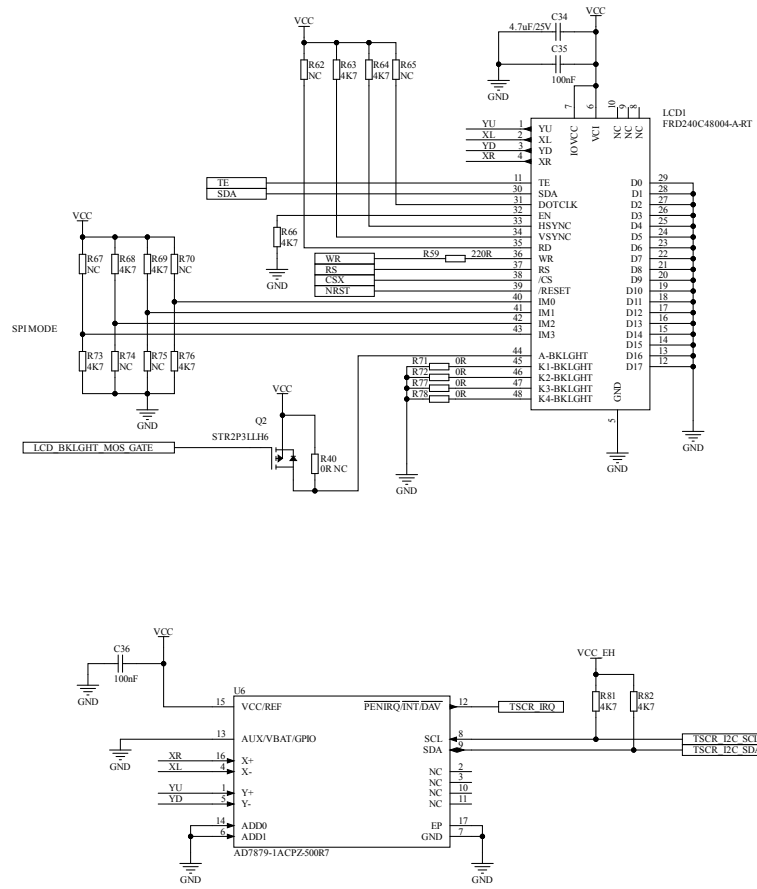 VCC
R62 NC
R63 4K7
R64 4K7
R65 NC
4.7uF/25V
C34
C35
100nF
GND
VCC
7
6
10
9
8
IOVCC
VCI
NC
NC
NC
LCD1
FRD240C48004-A-RT
YU 1 YU
XL 2 XL
YD 3 YD
XR 4 XR
TE 11 TE
SDA 30 SDA
31 DOTCLK
32 EN
33 HSYNC
34 VSYNC
35 RD
WR R59 220R 36 WR
RS 37 RS
CSX 38 /CS
NRST 39 /RESET
40 IM0
41 IM1
42 IM2
43 IM3
44 A-BKLGHT
R71 0R 45 K1-BKLGHT
R72 0R 46 K2-BKLGHT
R77 0R 47 K3-BKLGHT
R78 0R 48 K4-BKLGHT
D0 29
D1 28
D2 27
D3 26
D4 25
D5 24
D6 23
D7 22
D8 21
D9 20
D10 19
D11 18
D12 17
D13 16
D14 15
D15 14
D16 13
D17 12
GND
5
GND
GND
R66 4K7
GND
VCC
R67 NC
R68 4K7
R69 4K7
R70 NC
SPI MODE
R73 4K7
R74 NC
R75 NC
R76 4K7
GND
VCC
Q2
STR2P3LLH6
LCD_BKLGHT_MOS_GATE
R40
0R NC
GND
VCC
C36
100nF
GND
U6
15 VCC/REF
13 AUX/VBAT/GPIO
GND
XR 16 X+
XL 4 X-
YU 1 Y+
YD 5 Y-
14 ADD0
6 ADD1
GND
PENIRQ/INT/DAV 12 TSCR_IRQ
SCL 8
SDA 9
NC 2
NC 3
NC 10
NC 11
EP 17
GND 7
GND
AD7879-1ACPZ-500R7
VCC_EH
R81 4K7
R82 4K7
TSCR_I2C_SCL
TSCR_I2C_SDA